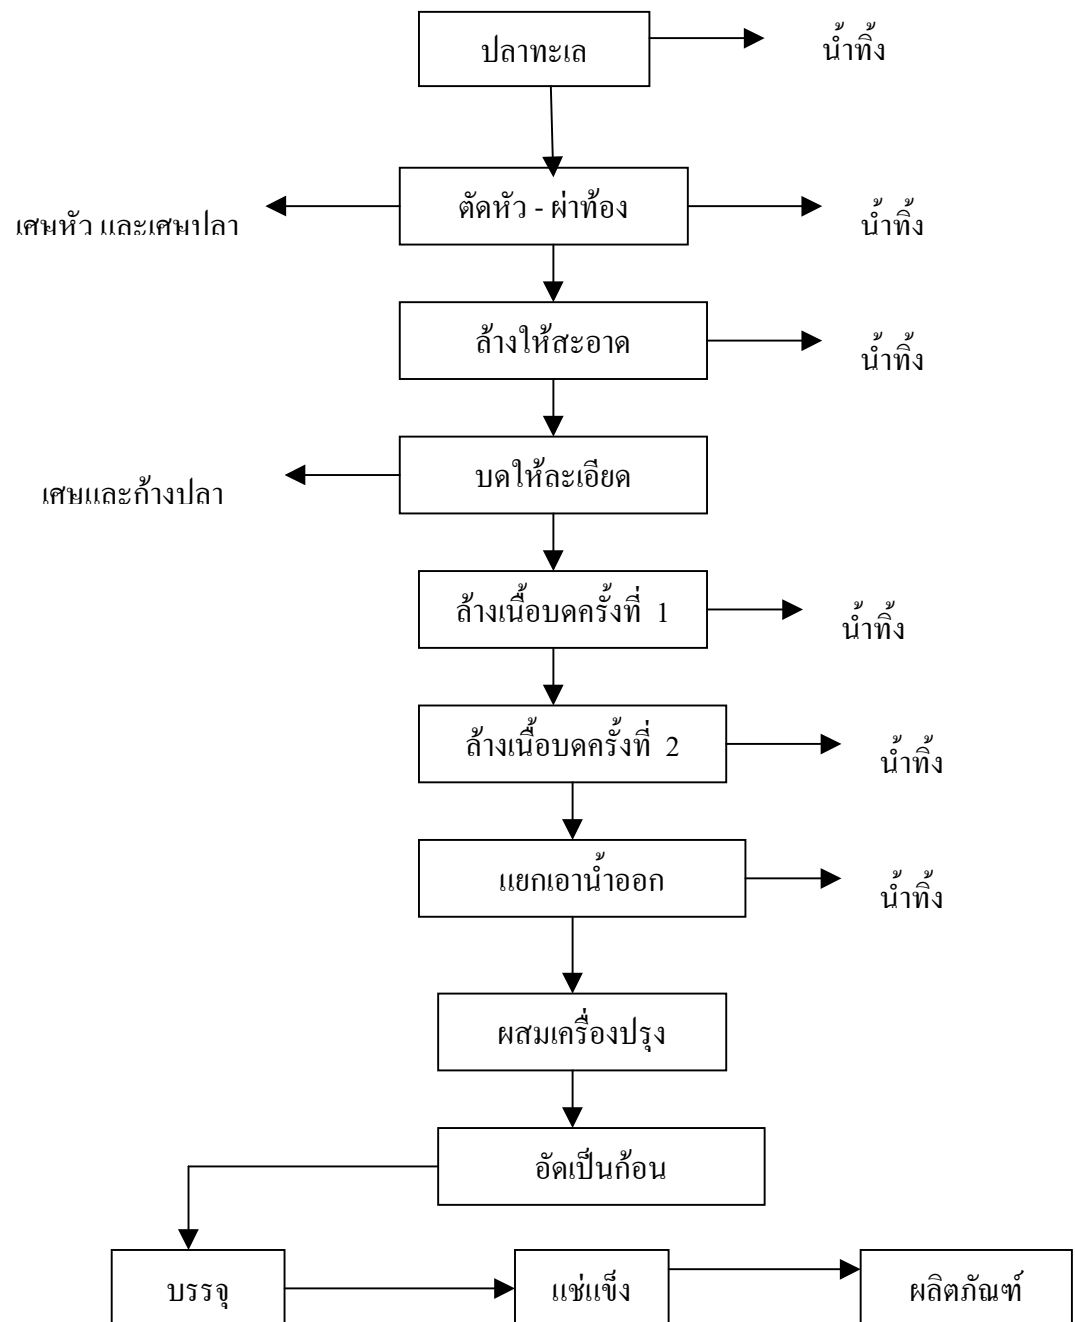 ปลาทะเล
น้ำทิ้ง
ตัดหัว - ผ่าท้อง
เศษหัว และเศษปลา
น้ำทิ้ง
ล้างให้สะอาด
น้ำทิ้ง
บดให้ละเอียด
เศษและก้างปลา
ล้างเนื้อบดครั้งที่ 1
น้ำทิ้ง
ล้างเนื้อบดครั้งที่ 2
น้ำทิ้ง
แยกเอาน้ำออก
น้ำทิ้ง
ผสมเครื่องปรุง
อัดเป็นก้อน
บรรจุ
แช่แข็ง
ผลิตภัณฑ์